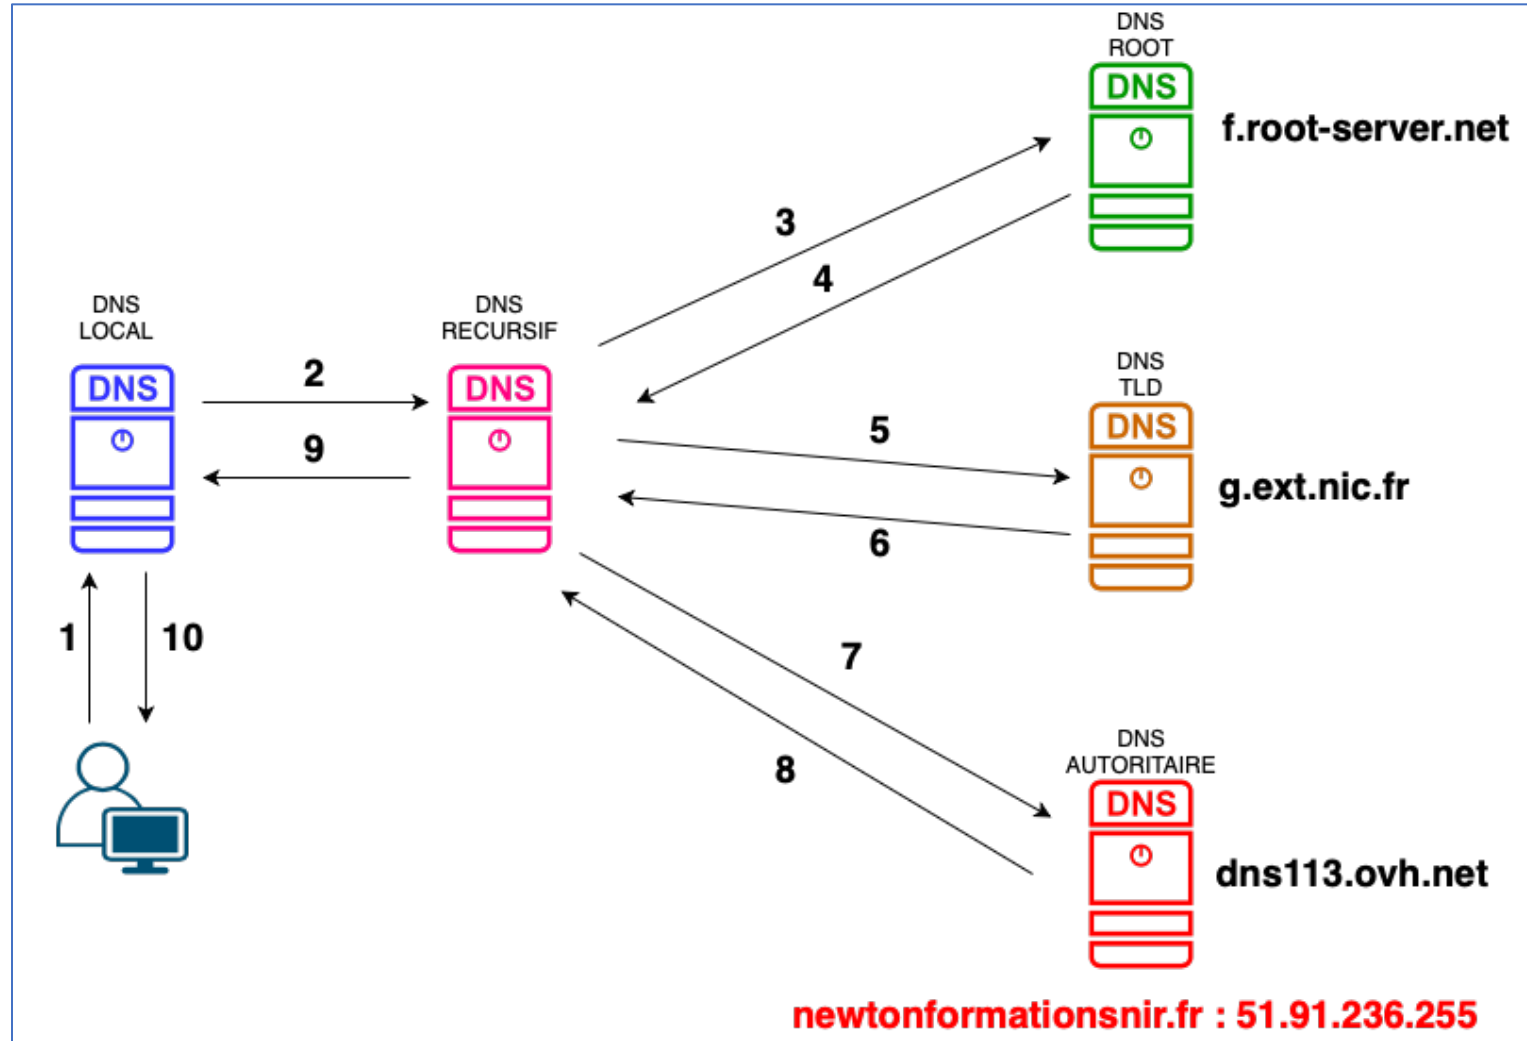 DNS
ROOT
DNS
f.root-server.net
3
4
DNS
LOCAL
DNS
DNS
RECURSIF
DNS
2
9
DNS
TLD
DNS
g.ext.nic.fr
5
6
1
10
7
8
DNS
AUTORITAIRE
DNS
dns113.ovh.net
newtonformationsnir.fr : 51.91.236.255